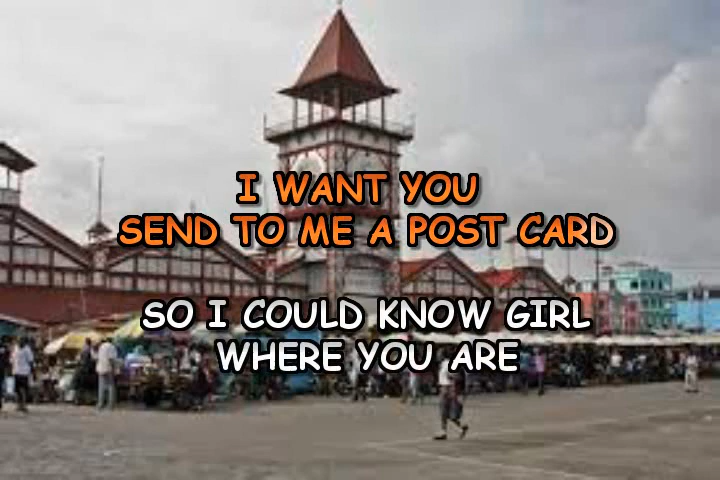 I WANT YOU
SEND TO ME A POST CARD
SO I COULD KNOW GIRL
WHERE YOU ARE